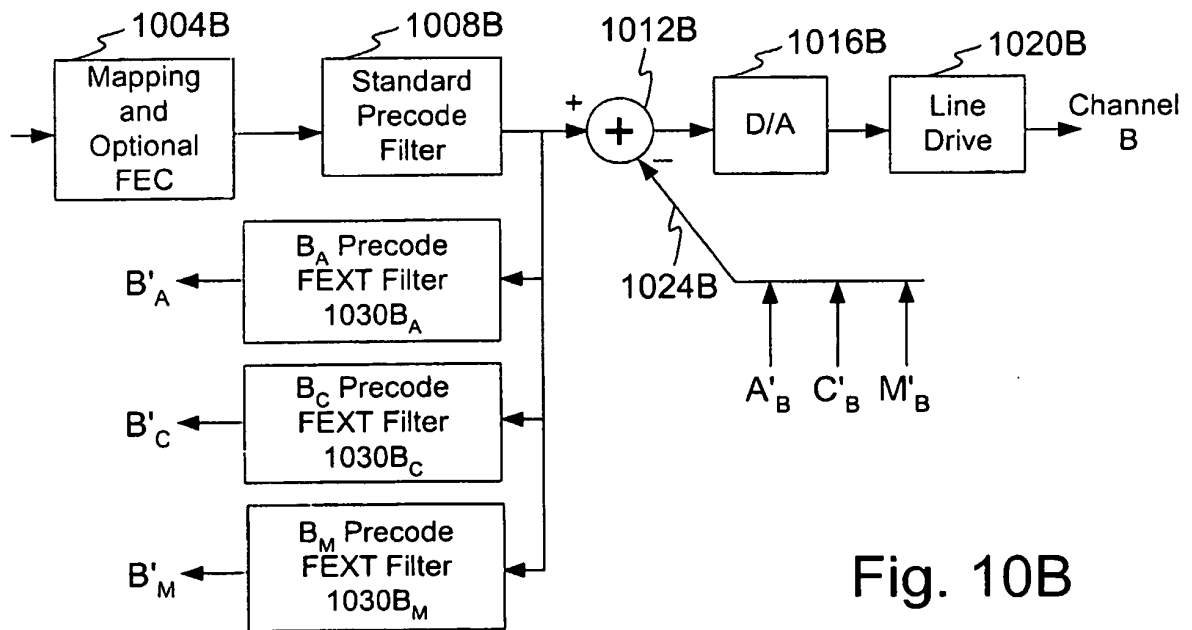 1004B
1008B
1012B
1016B
1020B
Mapping
and
Optional
FEC
Standard
Precode
Filter
+
+
−
D/A
Line
Drive
Channel
B
1024B
B_A Precode
FEXT Filter
1030B_A
B'_A
B_C Precode
FEXT Filter
1030B_C
B'_C
B_M Precode
FEXT Filter
1030B_M
B'_M
A'_B C'_B M'_B
Fig. 10B